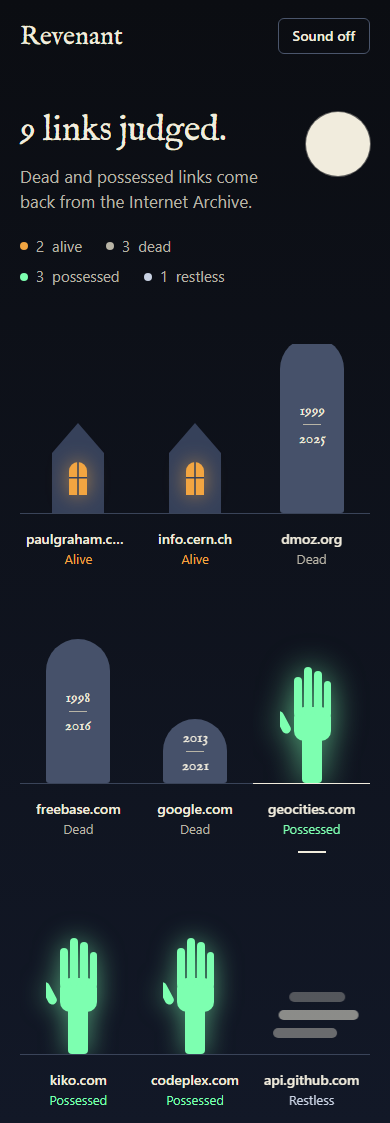 Revenant
Sound off
9 links judged.
Dead and possessed links come
back from the Internet Archive.
2 alive
3 dead
3 possessed
1 restless
1999
2025
paulgraham.c...
info.cern.ch
dmoz.org
Alive
Alive
Dead
1998
2016
2013
2021
freebase.com
google.com
geocities.com
Dead
Dead
Possessed
kiko.com
codeplex.com
api.github.com
Possessed
Possessed
Restless